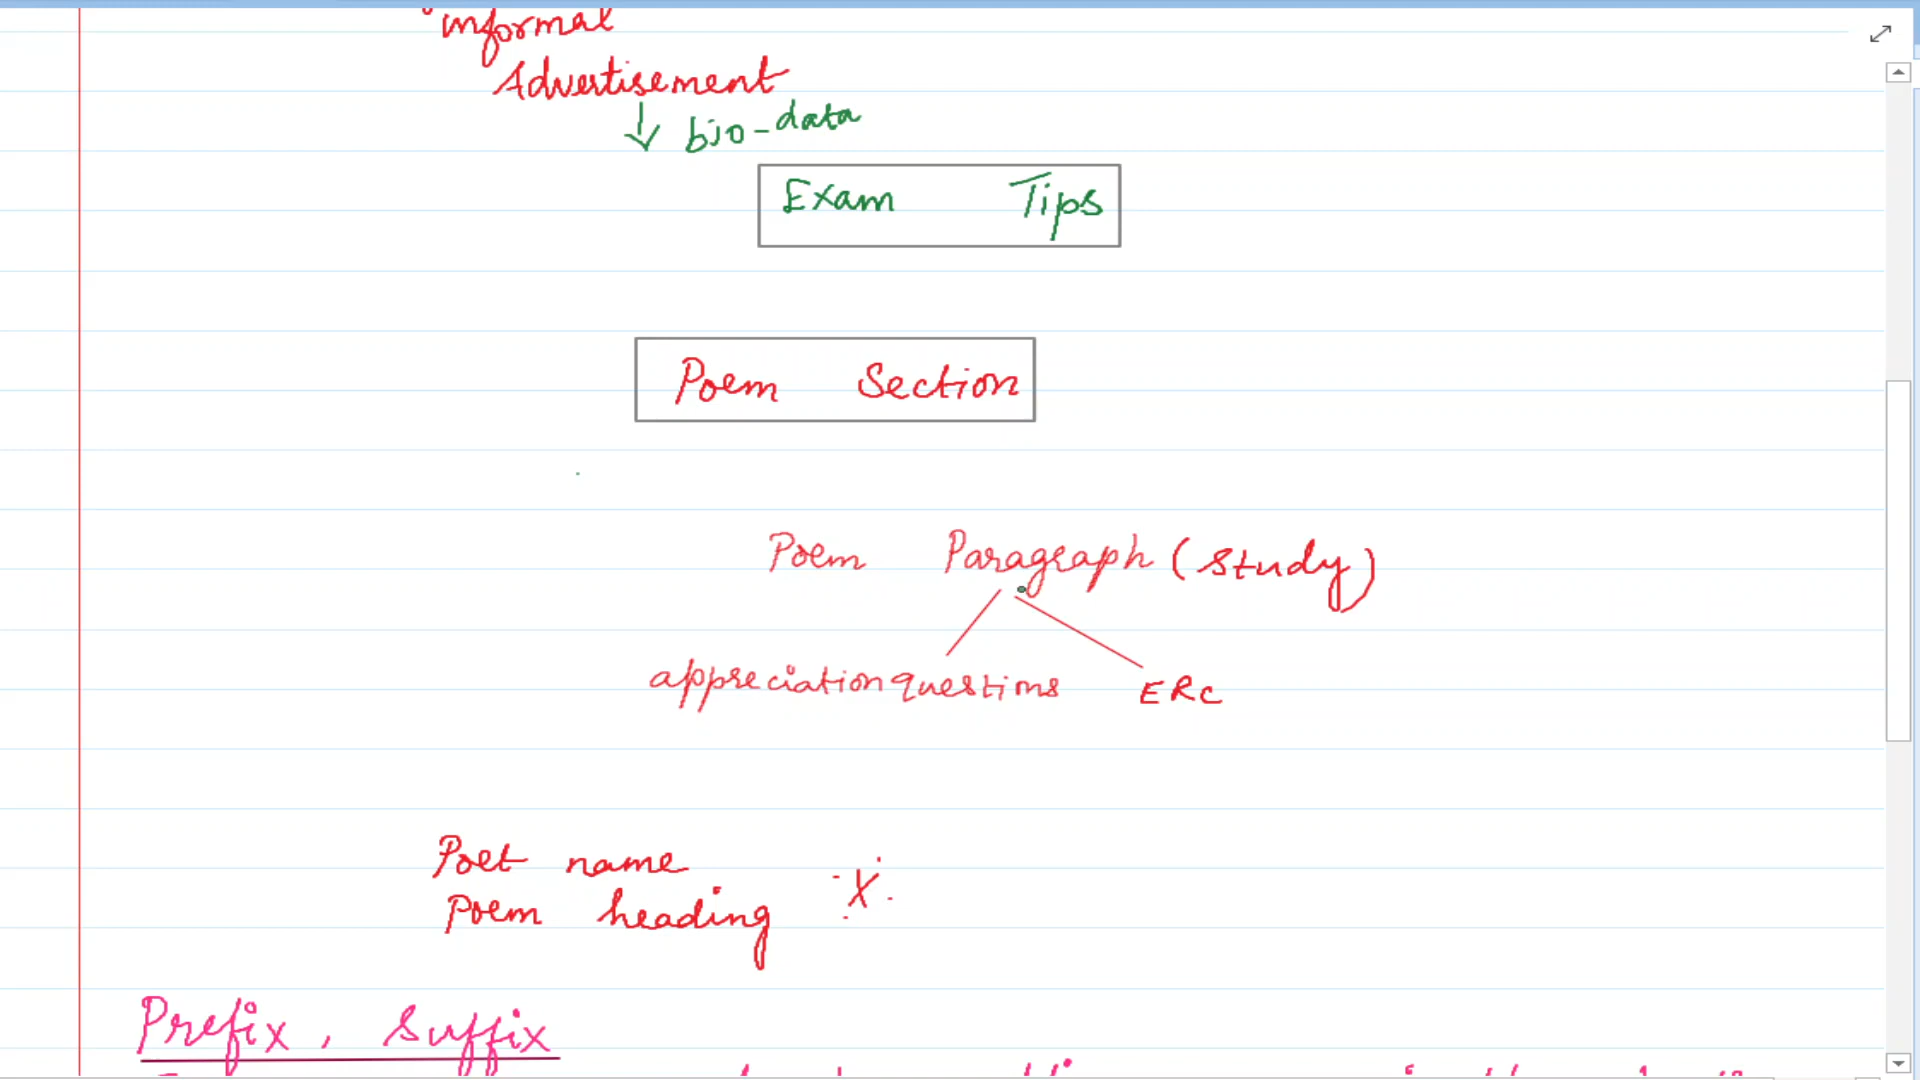 informal
Advertisement
↓ bio-data
Exam Tips
Poem Section
Poem Paragraph (study)
appreciation questions ERC
Poet name
Poem heading X
Prefix, Suffix